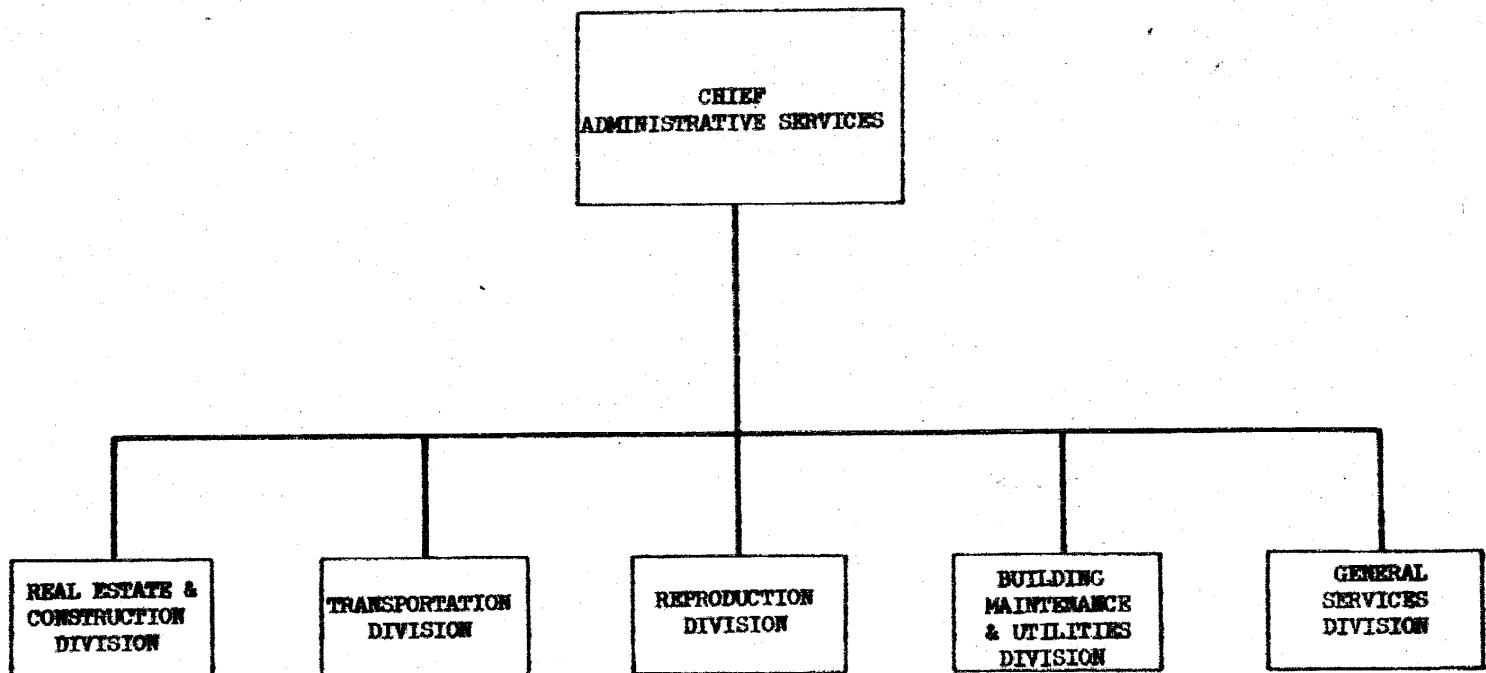 CHIEF
ADMINISTRATIVE SERVICES
REAL ESTATE &
CONSTRUCTION
DIVISION
TRANSPORTATION
DIVISION
REPRODUCTION
DIVISION
BUILDING
MAINTENANCE
& UTILITIES
DIVISION
GENERAL
SERVICES
DIVISION